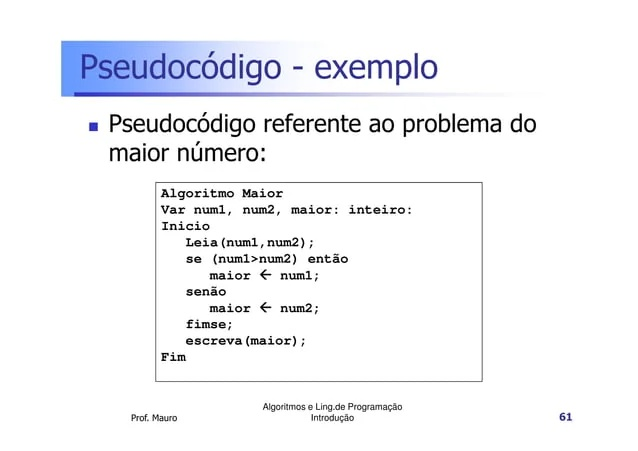 Pseudocódigo - exemplo
Pseudocódigo referente ao problema do
maior número:
Algoritmo Maior
Var num1, num2, maior: inteiro:
Inicio
Leia(num1,num2);
se (num1>num2) então
maior ← num1;
senão
maior ← num2;
fimse;
escreva(maior);
Fim
Prof. Mauro
Algoritmos e Ling.de Programação
Introdução
61